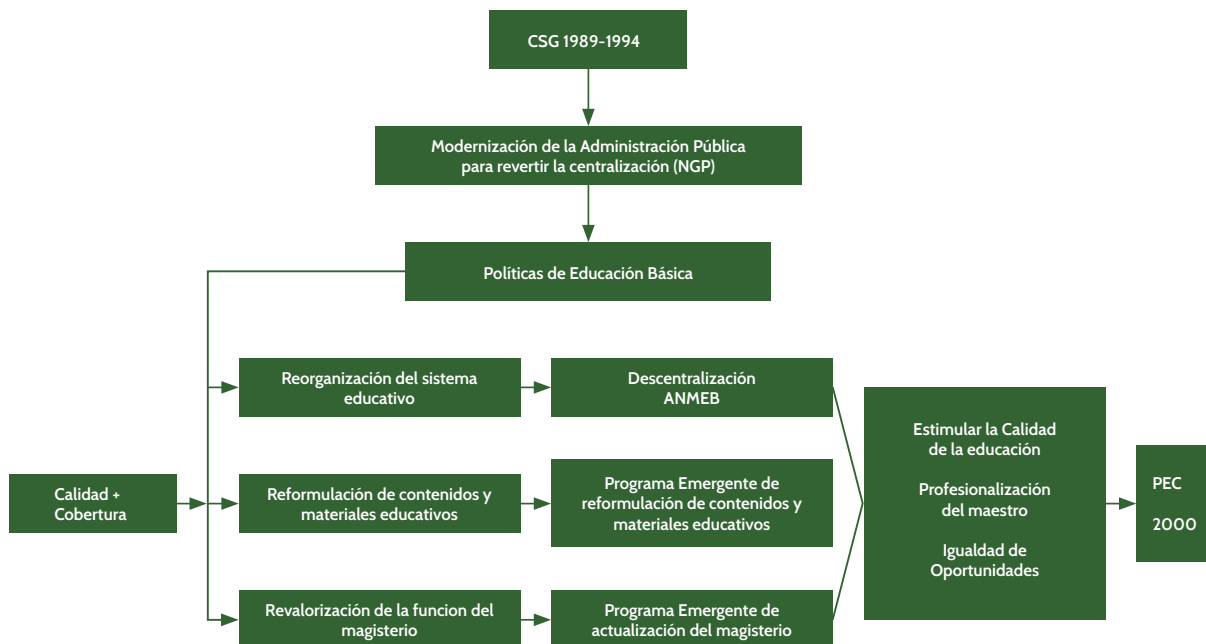 CSG 1989-1994
Modernización de la Administración Pública
para revertir la centralización (NGP)
Políticas de Educación Básica
Calidad +
Cobertura
Reorganización del sistema
educativo
Descentralización
ANMEB
Reformulación de contenidos y
materiales educativos
Programa Emergente de
reformulación de contenidos y
materiales educativos
Revalorización de la funcion del
magisterio
Programa Emergente de
actualización del magisterio
Estimular la Calidad
de la educación
Profesionalización
del maestro
Igualdad de
Oportunidades
PEC
2000